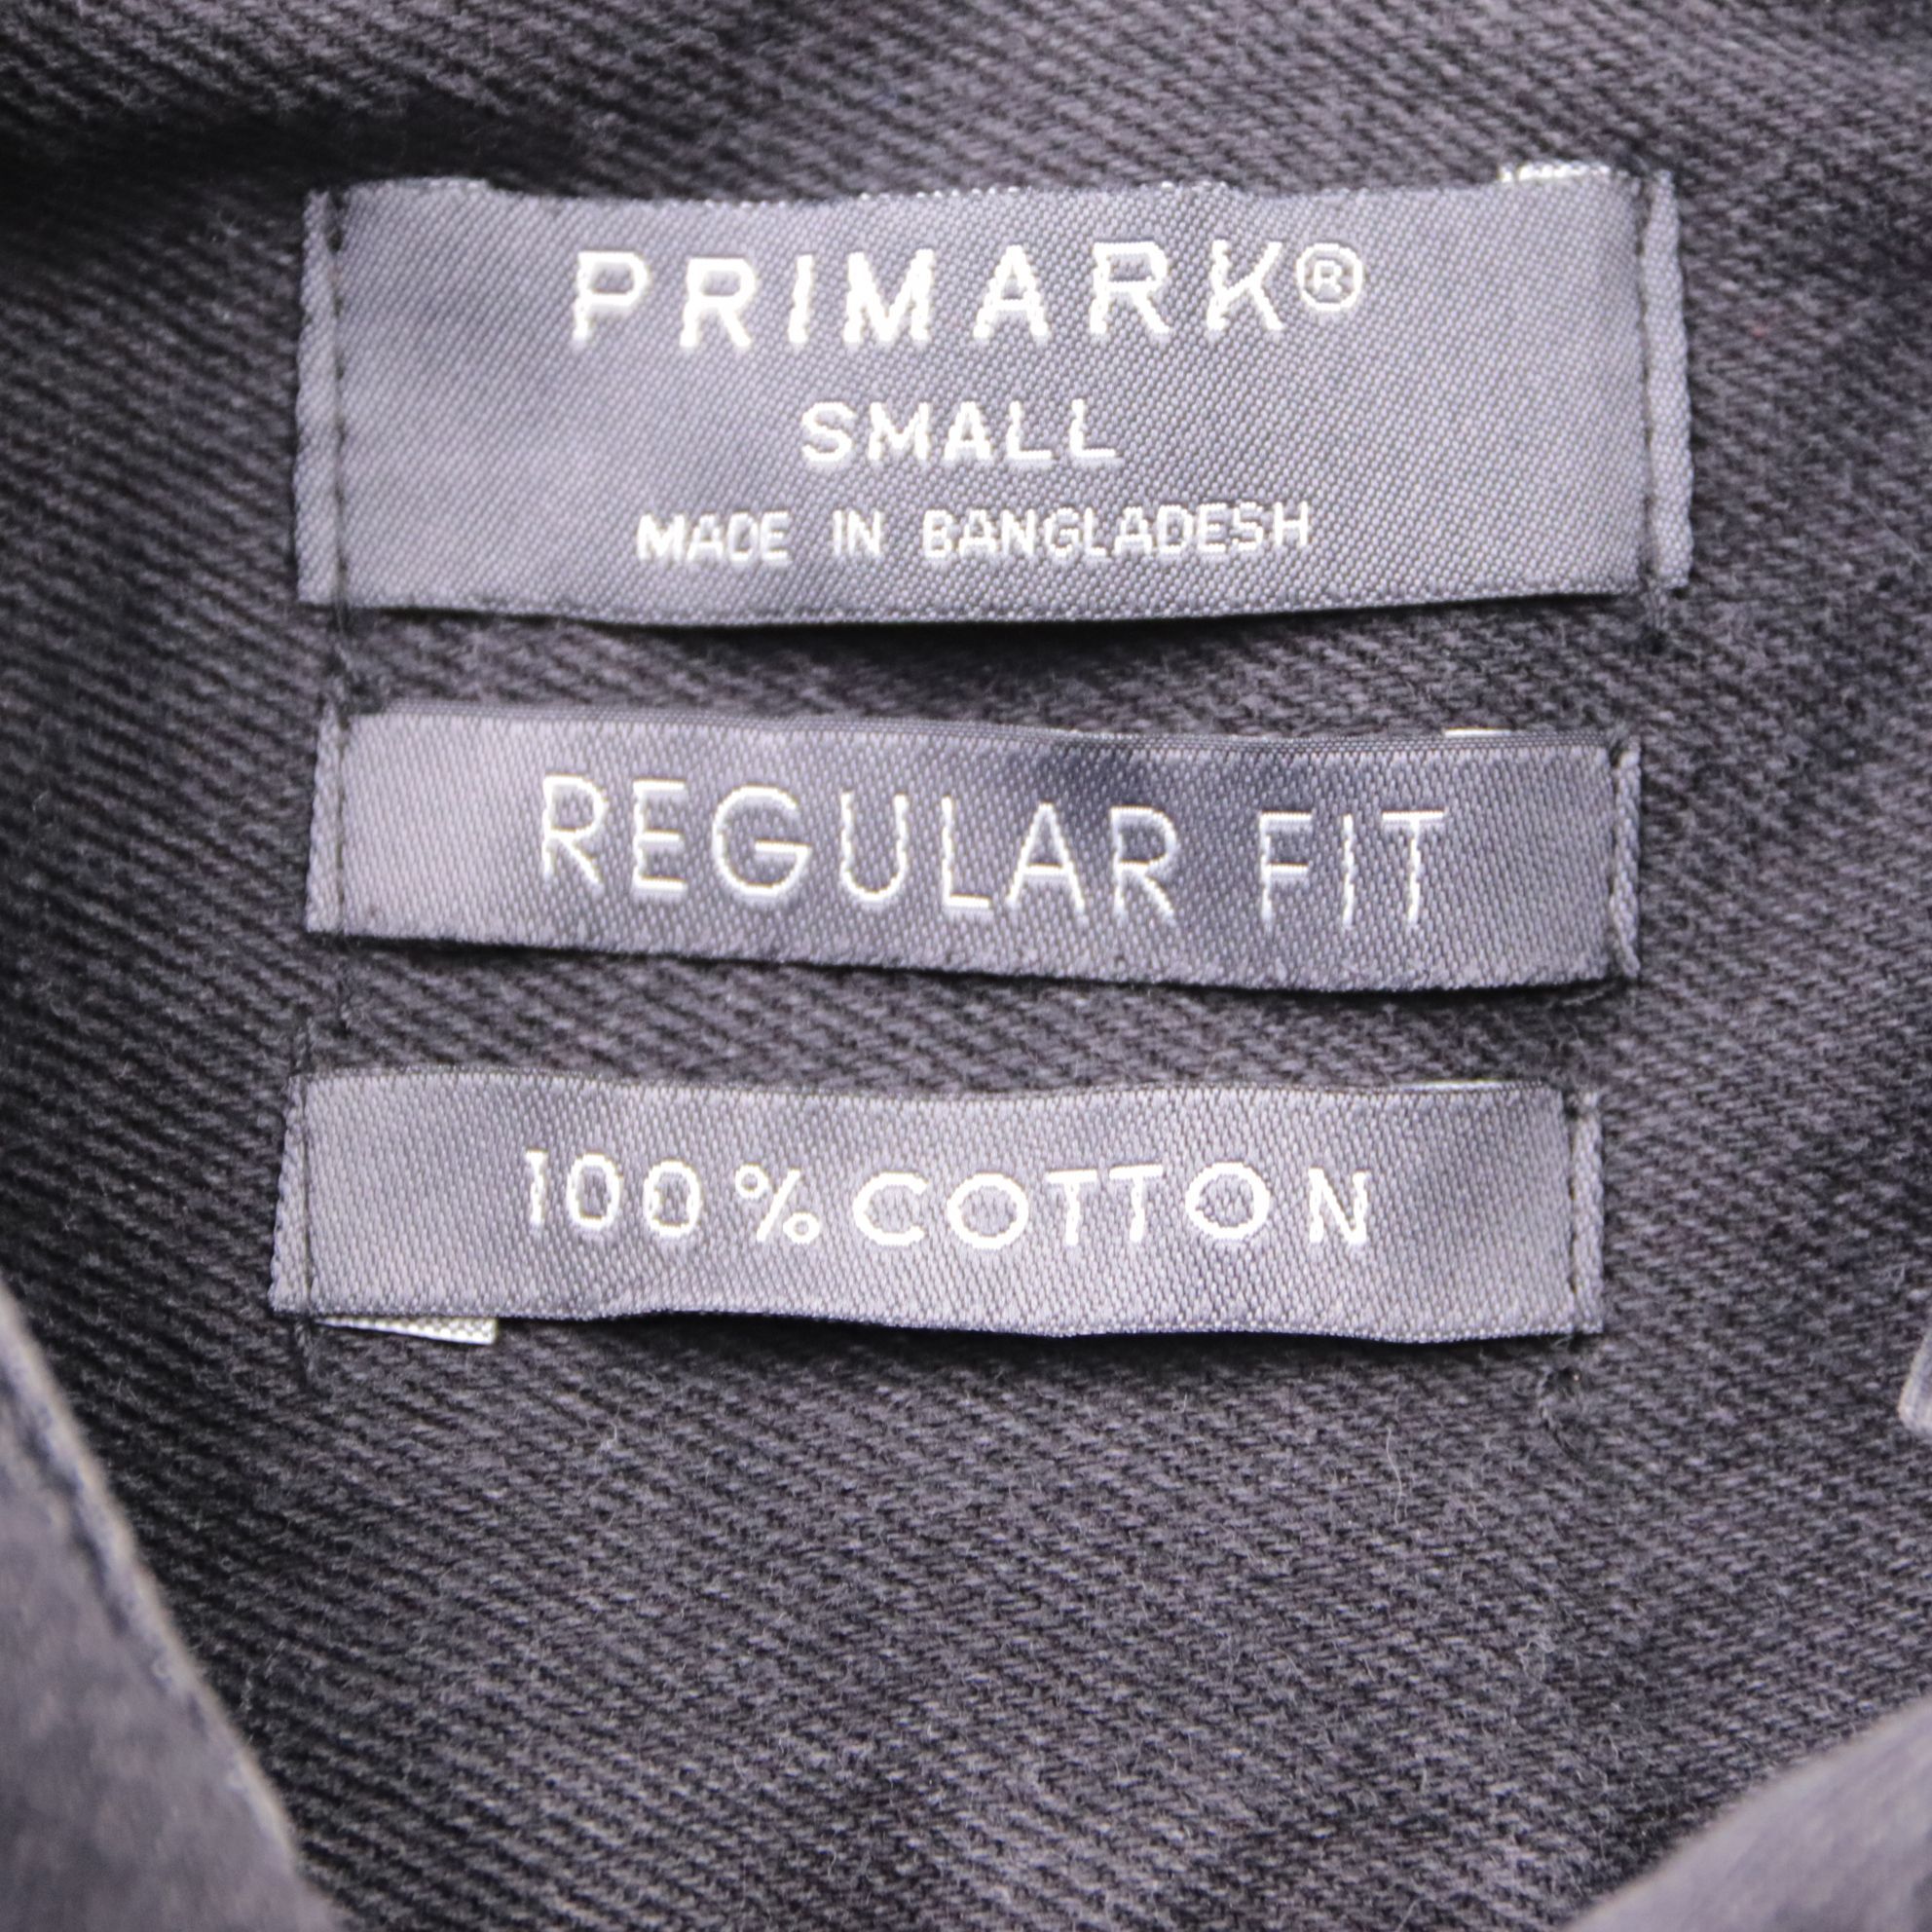 PRIMARK®
SMALL
MADE IN BANGLADESH
REGULAR FIT
100% COTTON